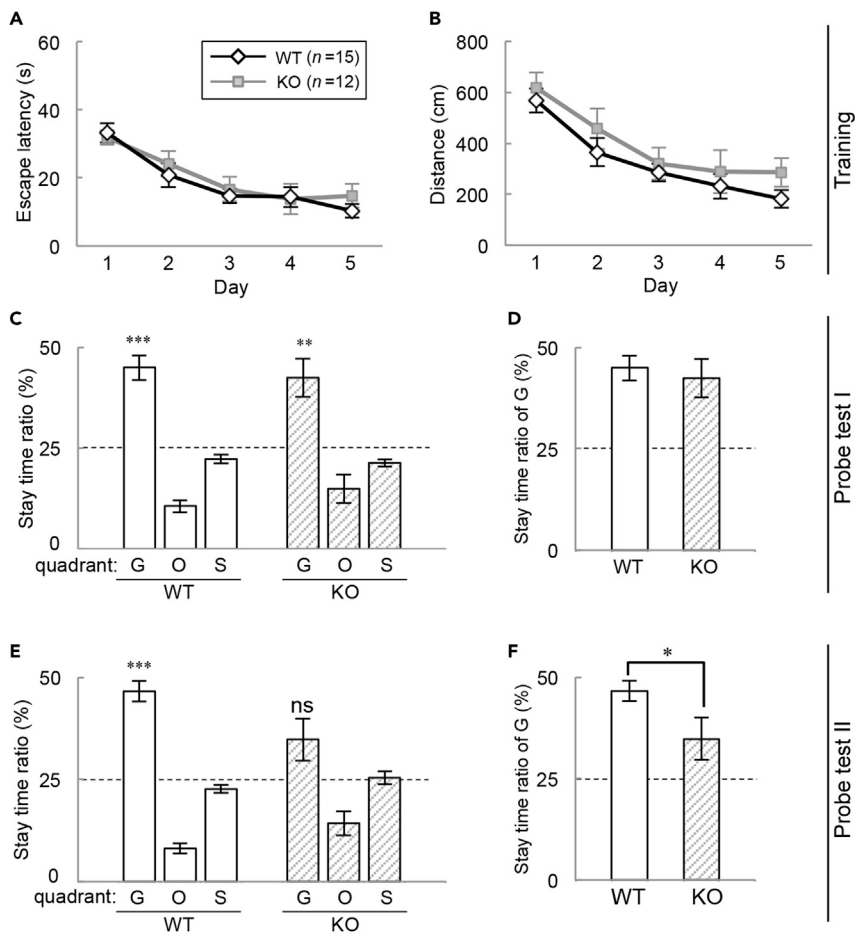 A
Escape latency (s)
60
40
20
0
WT (n=15)
KO (n=12)
1 2 3 4 5
Day
B
Distance (cm)
800
600
400
200
0
1 2 3 4 5
Day
Training
C
Stay time ratio (%)
50
25
0
***
**
quadrant: G O S G O S
WT KO
D
Stay time ratio of G (%)
50
25
0
WT KO
Probe test I
E
Stay time ratio (%)
50
25
0
***
ns
quadrant: G O S G O S
WT KO
F
Stay time ratio of G (%)
50
25
0
*
WT KO
Probe test II